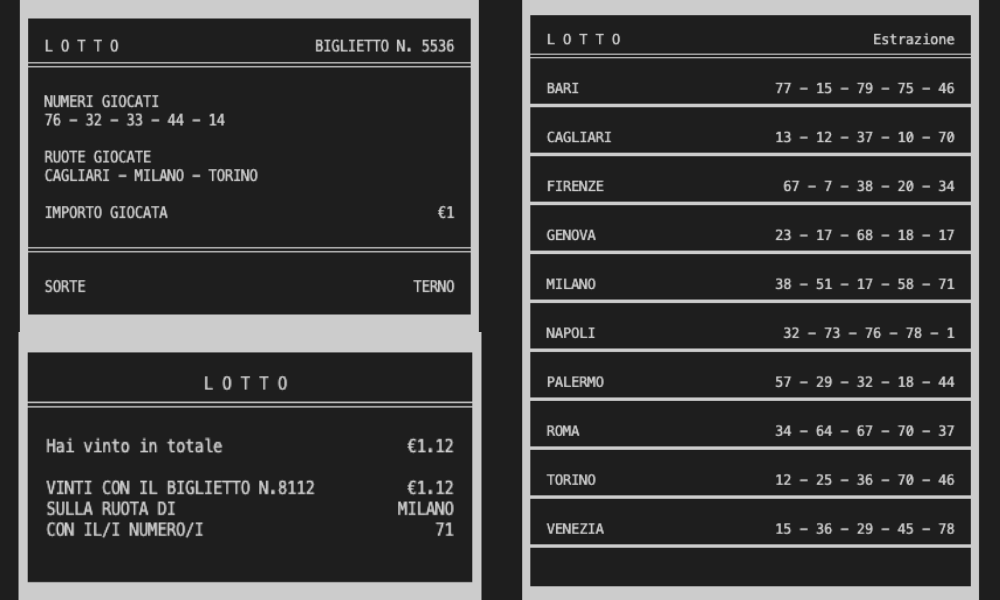 L O T T O BIGLIETTO N. 5536
NUMERI GIOCATI
76 – 32 – 33 – 44 – 14
RUOTE GIOCATE
CAGLIARI – MILANO – TORINO
IMPORTO GIOCATA €1
SORTE TERNO
L O T T O
Hai vinto in totale €1.12
VINTI CON IL BIGLIETTO N.8112 €1.12
SULLA RUOTA DI MILANO
CON IL/I NUMERO/I 71
L O T T O Estrazione
BARI 77 – 15 – 79 – 75 – 46
CAGLIARI 13 – 12 – 37 – 10 – 70
FIRENZE 67 – 7 – 38 – 20 – 34
GENOVA 23 – 17 – 68 – 18 – 17
MILANO 38 – 51 – 17 – 58 – 71
NAPOLI 32 – 73 – 76 – 78 – 1
PALERMO 57 – 29 – 32 – 18 – 44
ROMA 34 – 64 – 67 – 70 – 37
TORINO 12 – 25 – 36 – 70 – 46
VENEZIA 15 – 36 – 29 – 45 – 78